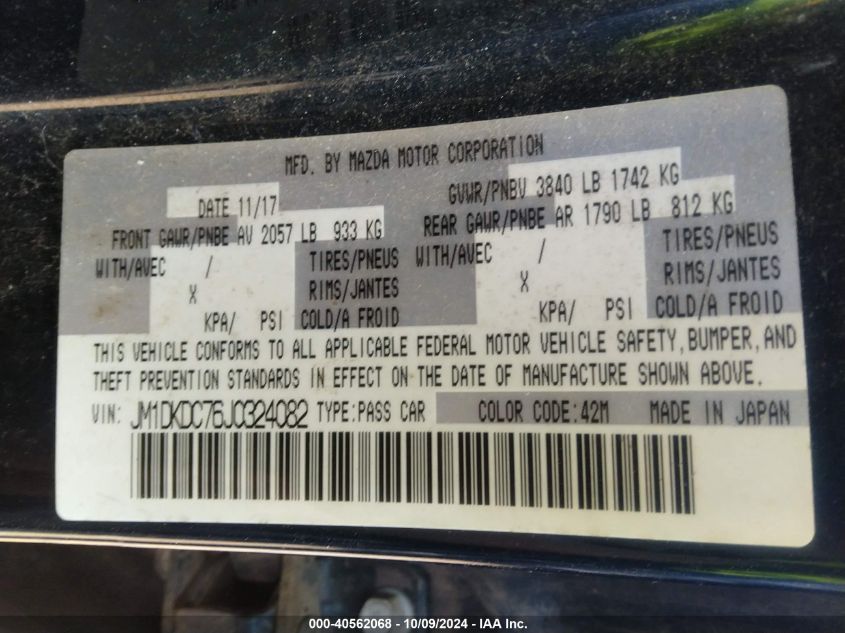 MFD. BY MAZDA MOTOR CORPORATION
DATE 11/17 GVWR/PNBV 3840 LB 1742 KG
FRONT GAWR/PNBE AV 2057 LB 933 KG REAR GAWR/PNBE AR 1790 LB 812 KG
WITH/AVEC / TIRES/PNEUS WITH/AVEC / TIRES/PNEUS
X RIMS/JANTES X RIMS/JANTES
KPA/ PSI COLD/A FROID KPA/ PSI COLD/A FROID
THIS VEHICLE CONFORMS TO ALL APPLICABLE FEDERAL MOTOR VEHICLE SAFETY, BUMPER, AND
THEFT PREVENTION STANDARDS IN EFFECT ON THE DATE OF MANUFACTURE SHOWN ABOVE.
VIN: JM1DKDC76J0324082 TYPE:PASS CAR COLOR CODE:42M MADE IN JAPAN
000-40562068 - 10/09/2024 - IAA Inc.